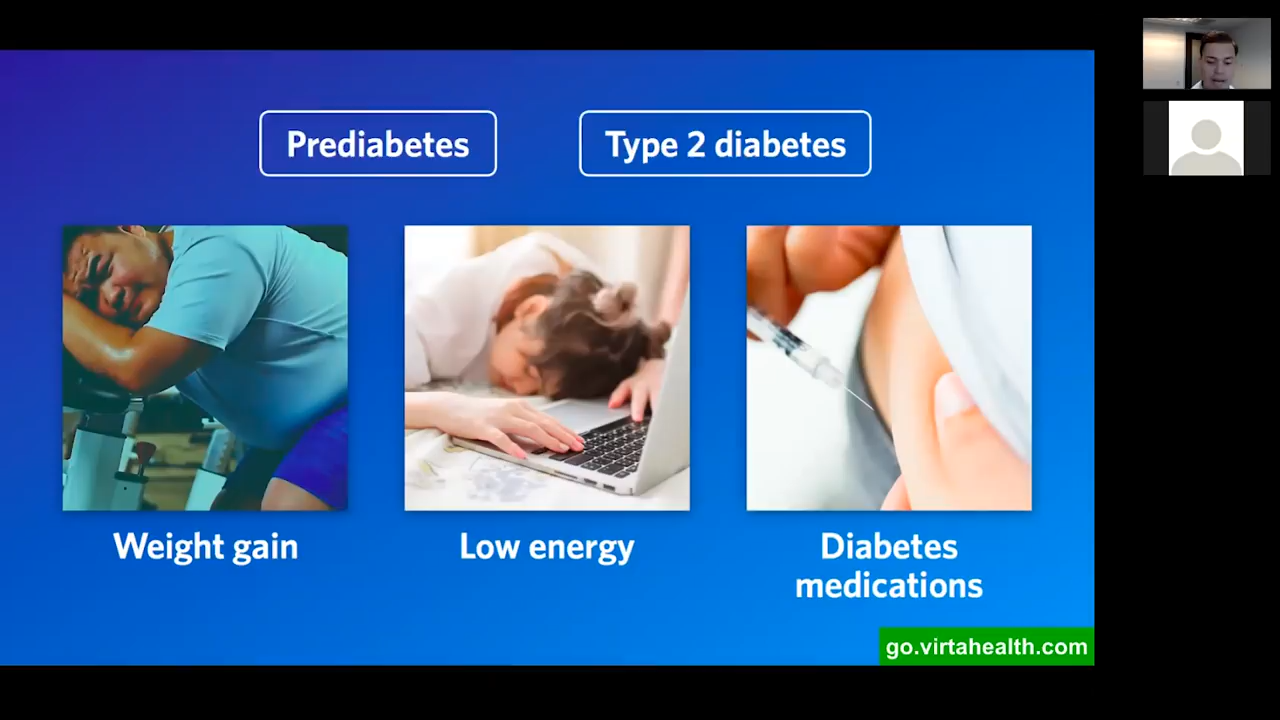 Prediabetes
Type 2 diabetes
Weight gain
Low energy
Diabetes
medications
go.virtahealth.com